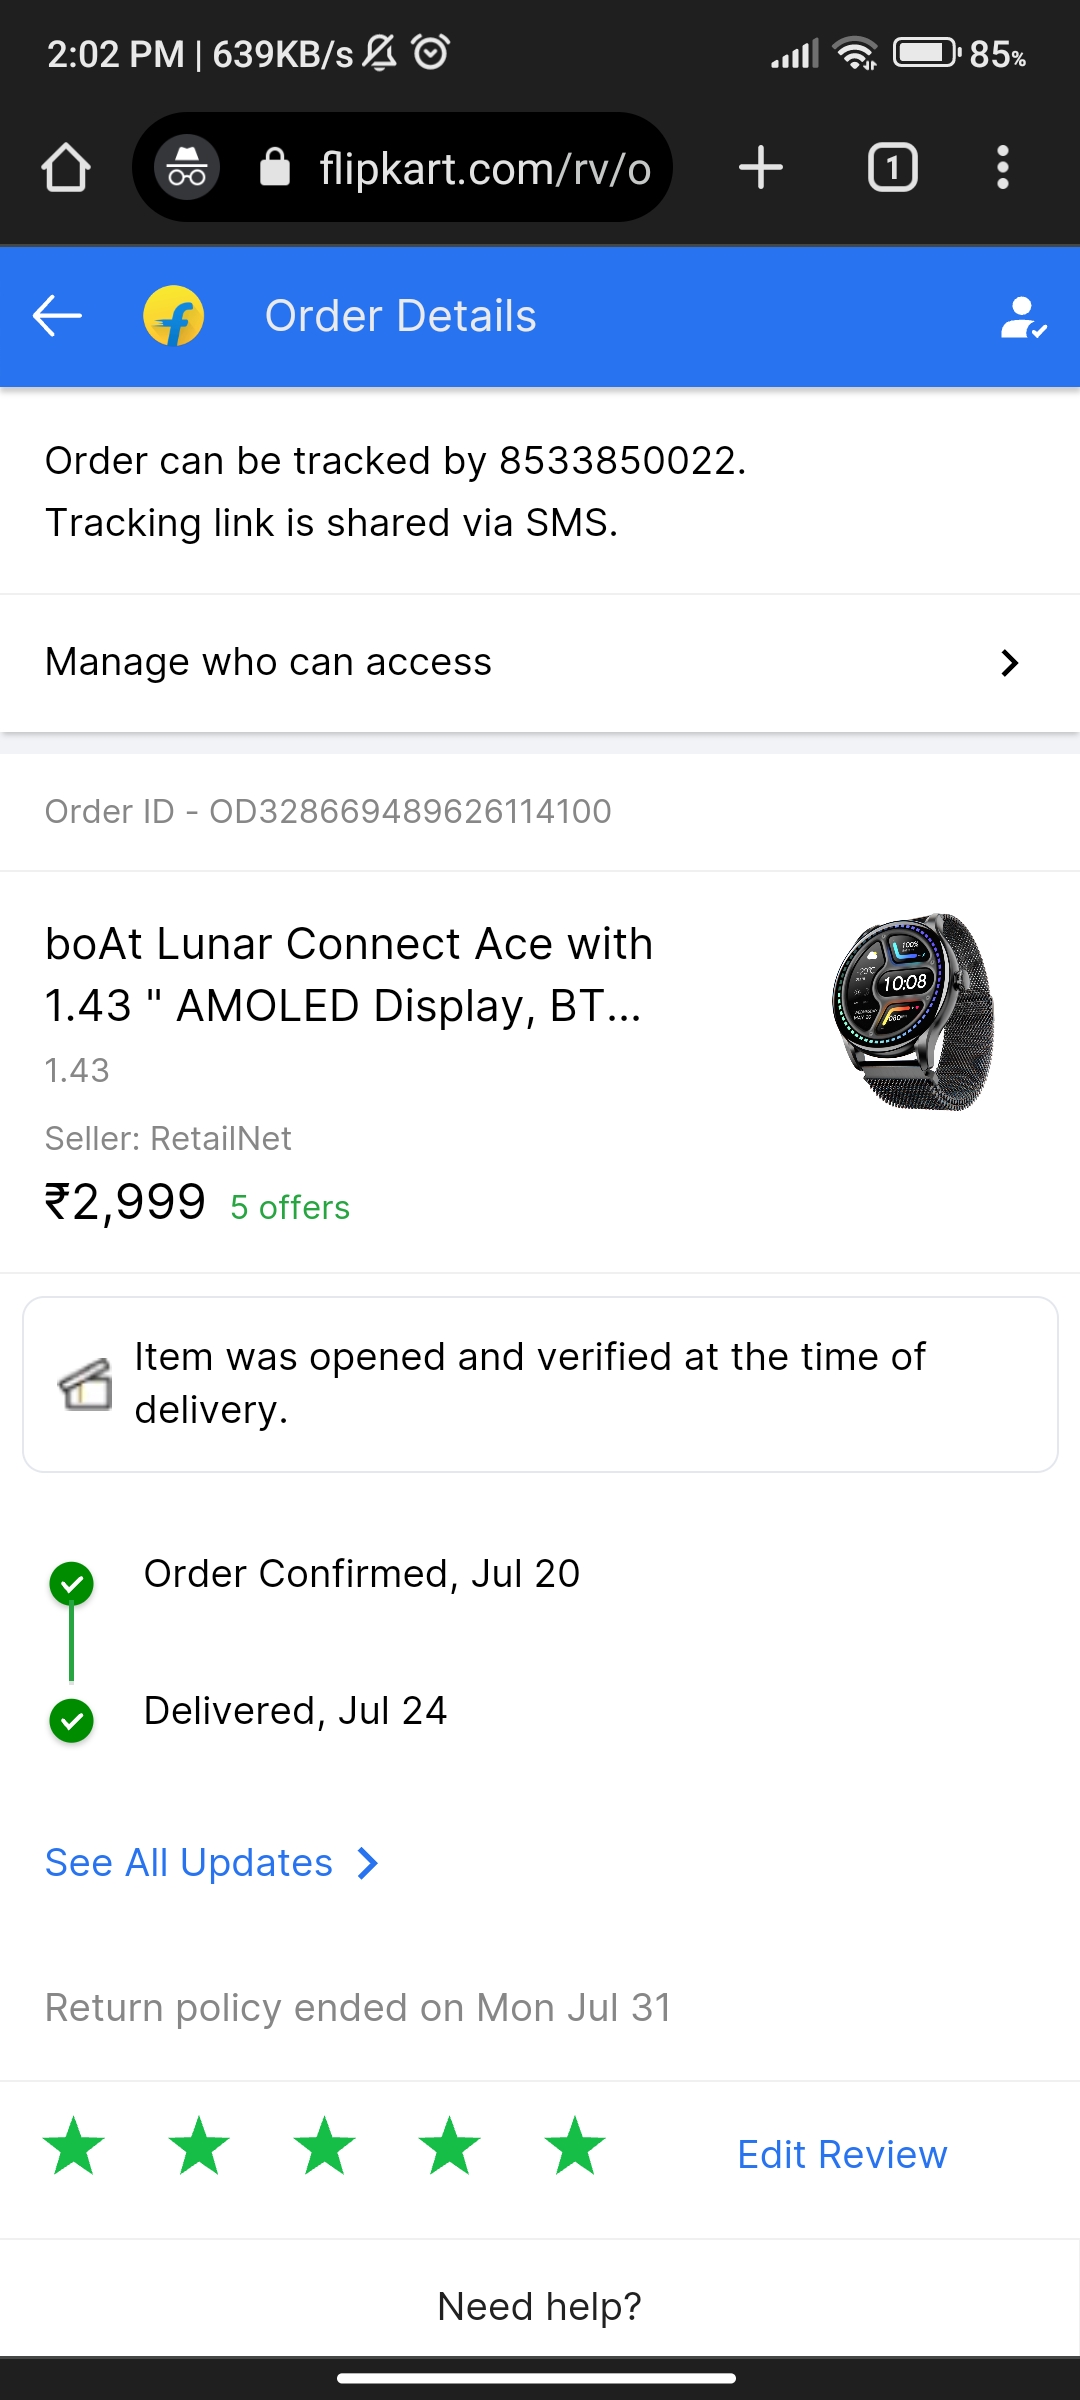 2:02 PM | 639KB/s
85%
flipkart.com/rv/o
1
Order Details
Order can be tracked by 8533850022.
Tracking link is shared via SMS.
Manage who can access
Order ID - OD328669489626114100
boAt Lunar Connect Ace with
1.43 " AMOLED Display, BT...
1.43
Seller: RetailNet
₹2,999 5 offers
100%
10:08
Item was opened and verified at the time of
delivery.
Order Confirmed, Jul 20
Delivered, Jul 24
See All Updates
Return policy ended on Mon Jul 31
Edit Review
Need help?